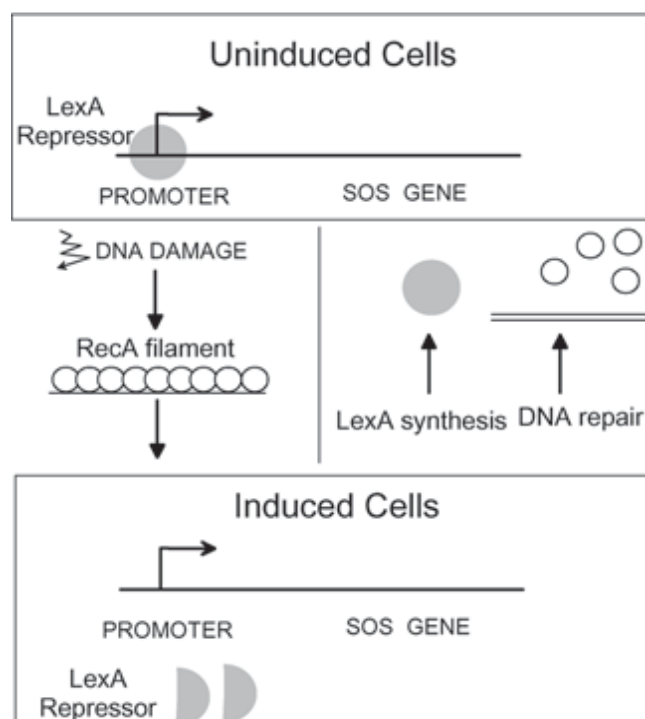 Uninduced Cells
LexA
Repressor
PROMOTER SOS GENE
DNA DAMAGE
RecA filament
LexA synthesis DNA repair
Induced Cells
PROMOTER SOS GENE
LexA
Repressor